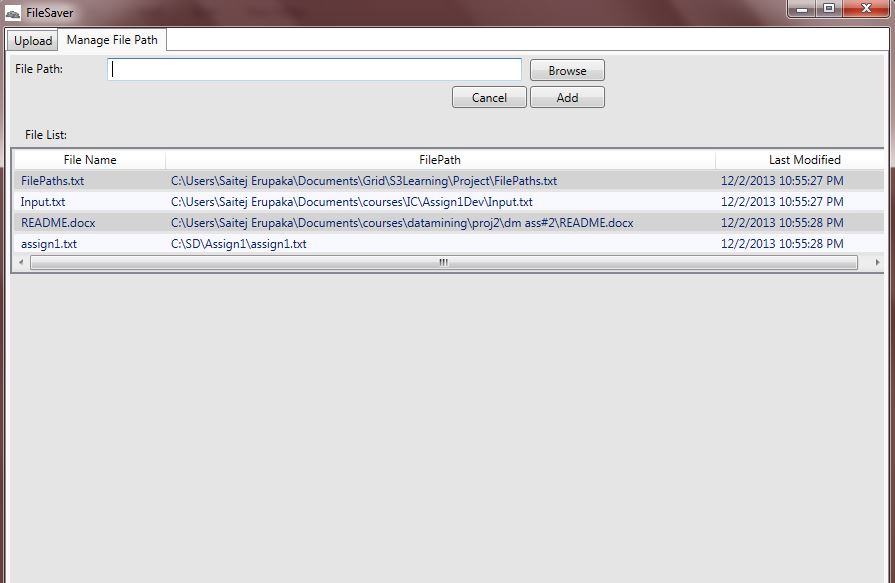 FileSaver
Upload Manage File Path
File Path: Browse
Cancel Add
File List:
File Name FilePath Last Modified
FilePaths.txt C:\Users\Saitej Erupaka\Documents\Grid\S3Learning\Project\FilePaths.txt 12/2/2013 10:55:27 PM
Input.txt C:\Users\Saitej Erupaka\Documents\courses\IC\Assign1Dev\Input.txt 12/2/2013 10:55:27 PM
README.docx C:\Users\Saitej Erupaka\Documents\courses\datamining\proj2\dm ass#2\README.docx 12/2/2013 10:55:28 PM
assign1.txt C:\SD\Assign1\assign1.txt 12/2/2013 10:55:28 PM